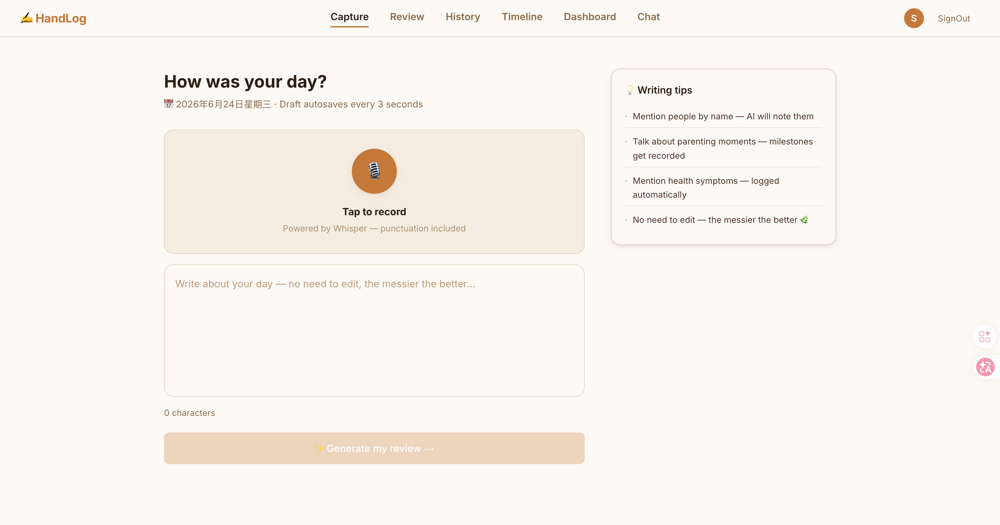 ✍️ HandLog
Capture
Review
History
Timeline
Dashboard
Chat
S
SignOut
How was your day?
📅 2026年6月24日星期三 · Draft autosaves every 3 seconds
Tap to record
Powered by Whisper — punctuation included
Write about your day — no need to edit, the messier the better...
0 characters
✨ Generate my review →
💡 Writing tips
· Mention people by name — AI will note them
· Talk about parenting moments — milestones
get recorded
· Mention health symptoms — logged
automatically
· No need to edit — the messier the better 🌿